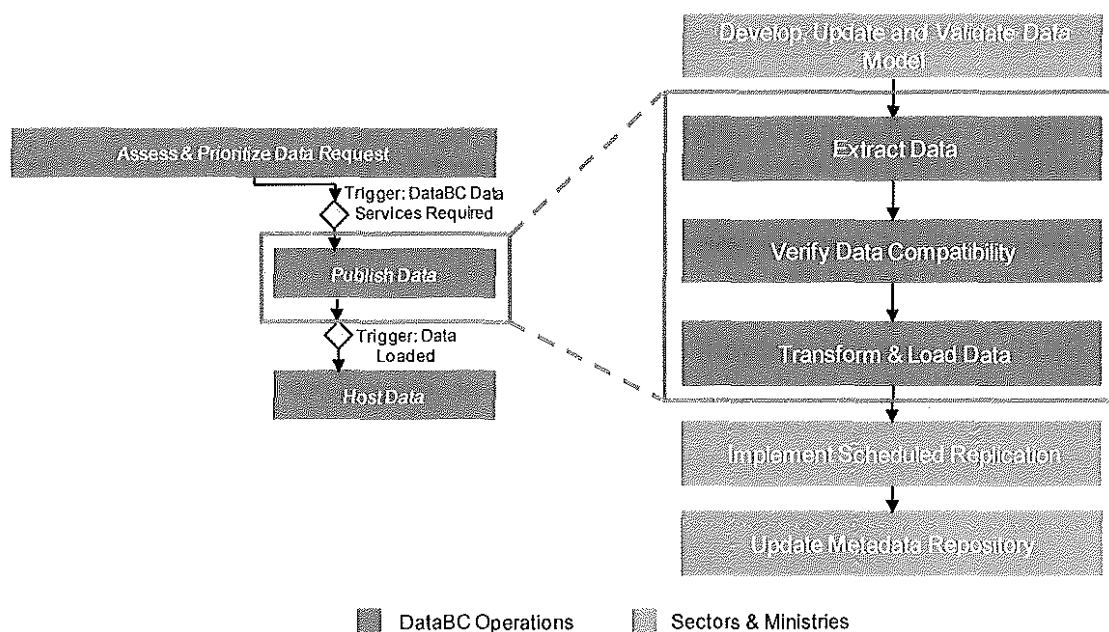 Assess & Prioritize Data Request
Trigger: DataBC Data
Services Required
Publish Data
Trigger: Data
Loaded
Host Data
Develop, Update and Validate Data
Model
Extract Data
Verify Data Compatibility
Transform & Load Data
Implement Scheduled Replication
Update Metadata Repository
DataBC Operations
Sectors & Ministries